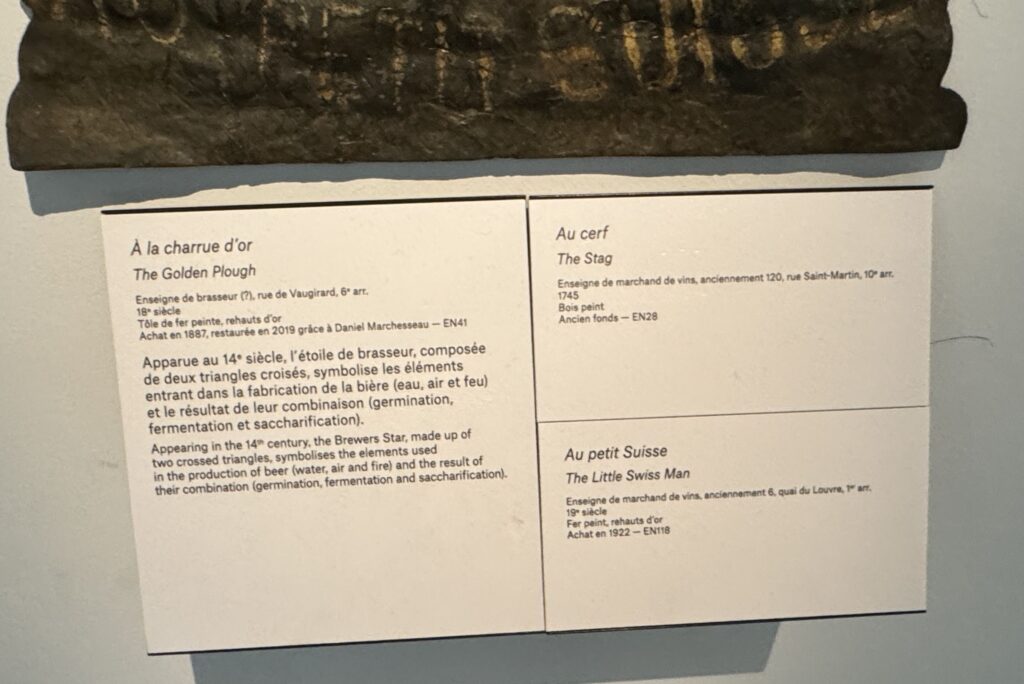 PETIT SUISSE
À la charrue d'or
The Golden Plough
Enseigne de brasseur (?), rue de Vaugirard, 6e arr.
18e siècle
Tôle de fer peinte, rehauts d'or
Achat en 1887, restaurée en 2019 grâce à Daniel Marchesseau — EN41
Apparue au 14e siècle, l'étoile de brasseur, composée
de deux triangles croisés, symbolise les éléments
entrant dans la fabrication de la bière (eau, air et feu)
et le résultat de leur combinaison (germination,
fermentation et saccharification).
Appearing in the 14th century, the Brewers Star, made up of
two crossed triangles, symbolises the elements used
in the production of beer (water, air and fire) and the result of
their combination (germination, fermentation and saccharification).
Au cerf
The Stag
Enseigne de marchand de vins, anciennement 120, rue Saint-Martin, 10e arr.
1745
Bois peint
Ancien fonds — EN28
Au petit Suisse
The Little Swiss Man
Enseigne de marchand de vins, anciennement 6, quai du Louvre, 1er arr.
19e siècle
Fer peint, rehauts d'or
Achat en 1922 — EN118